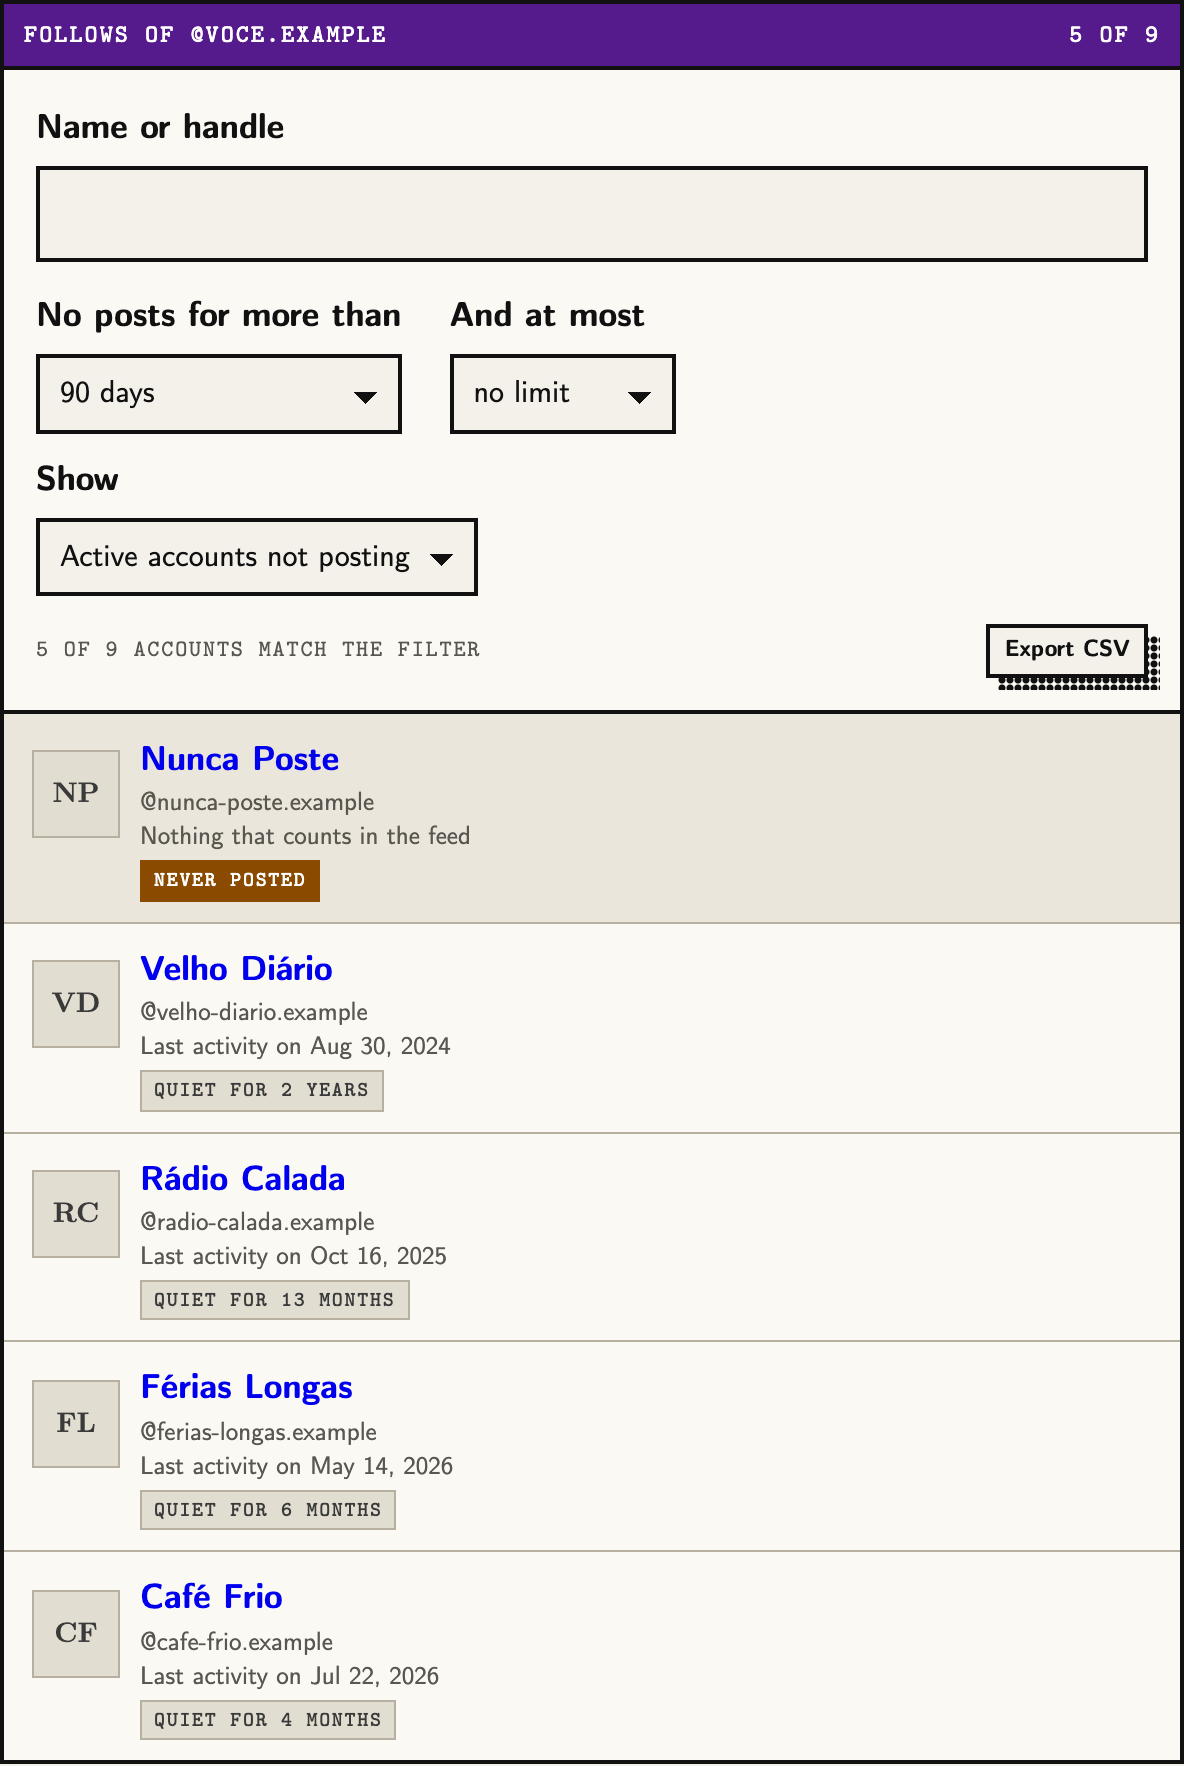 FOLLOWS OF @VOCE.EXAMPLE 5 OF 9
Name or handle
No posts for more than And at most
90 days no limit
Show
Active accounts not posting
5 OF 9 ACCOUNTS MATCH THE FILTER Export CSV
Nunca Poste
NP
@nunca-poste.example
Nothing that counts in the feed
NEVER POSTED
Velho Diário
VD
@velho-diario.example
Last activity on Aug 30, 2024
QUIET FOR 2 YEARS
Rádio Calada
RC
@radio-calada.example
Last activity on Oct 16, 2025
QUIET FOR 13 MONTHS
Férias Longas
FL
@ferias-longas.example
Last activity on May 14, 2026
QUIET FOR 6 MONTHS
Café Frio
CF
@cafe-frio.example
Last activity on Jul 22, 2026
QUIET FOR 4 MONTHS